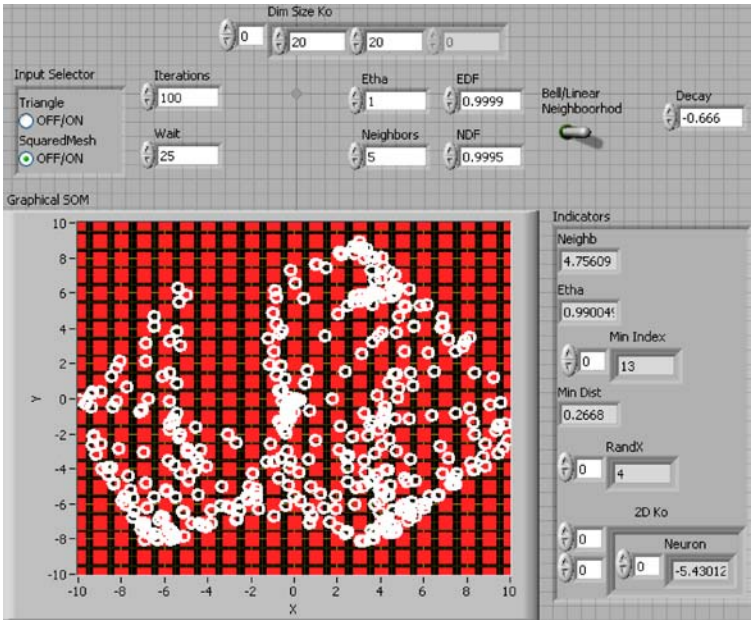 Dim Size Ko
0 20 20 0
Input Selector
Triangle
OFF/ON
SquaredMesh
OFF/ON
Iterations
100
Wait
25
Etha
1
EDF
0.9999
Neighbors
5
NDF
0.9995
Bell/Linear
Neighboorhod
Decay
-0.666
Graphical SOM
10
8
6
4
2
0
-2
-4
-6
-8
-10
Y
-10 -8 -6 -4 -2 0 2 4 6 8 10
X
Indicators
Neighb
4.75609
Etha
0.990049
Min Index
0 13
Min Dist
0.2668
RandX
0 4
2D Ko
0
0
Neuron
0 -5.43012